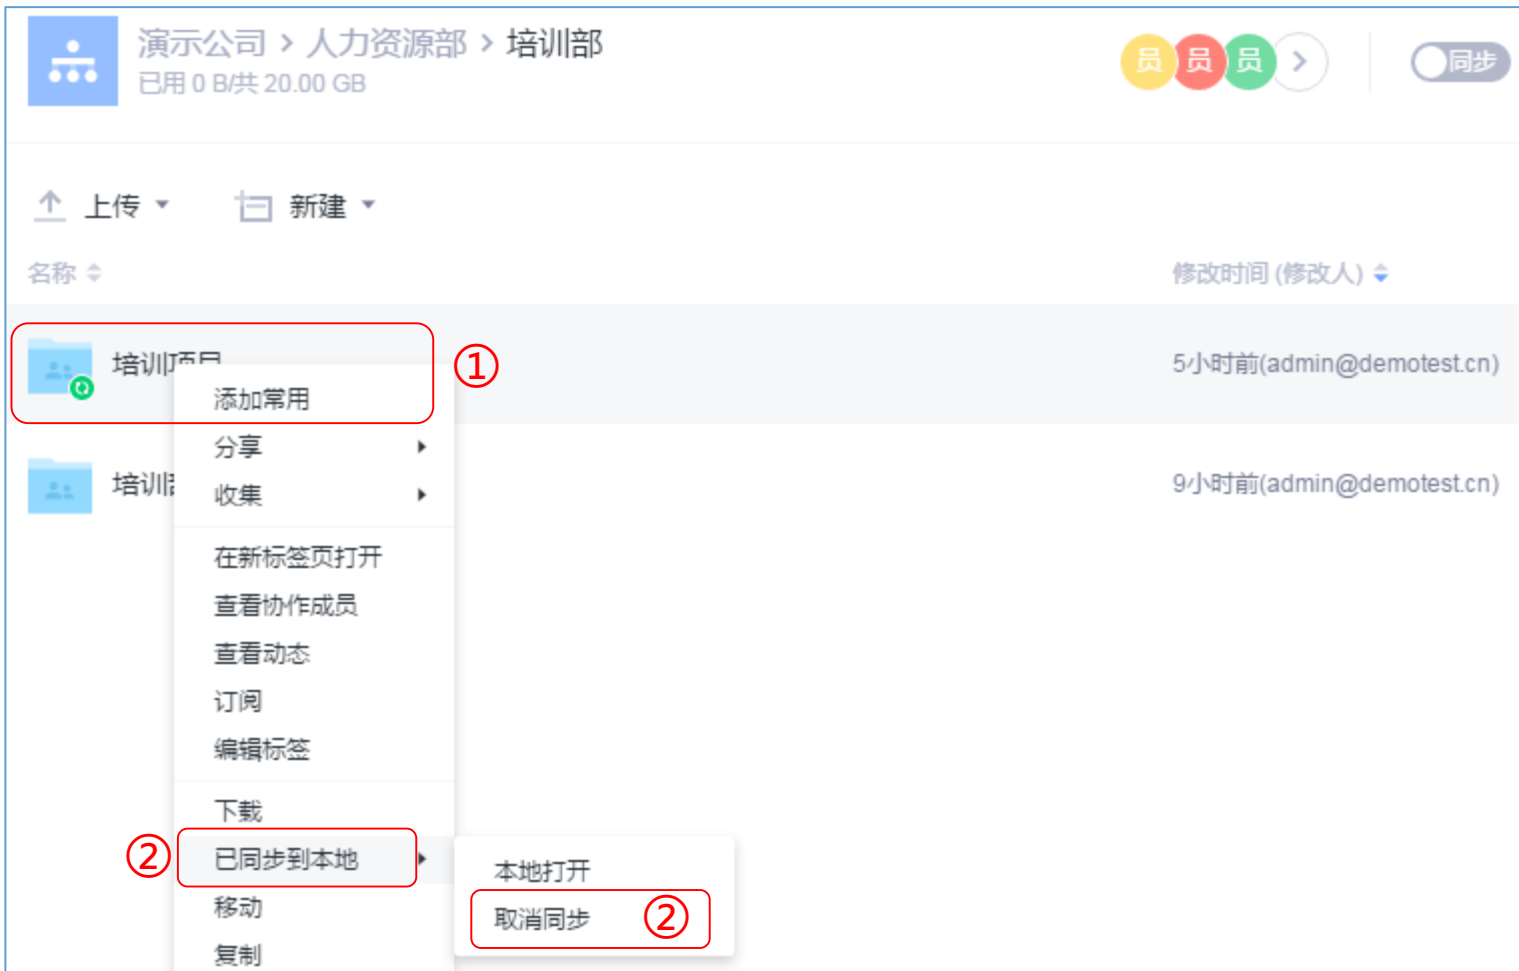 演示公司 > 人力资源部 > 培训部
已用 0 B/共 20.00 GB
员 员 员 >
同步
上传 新建
名称 修改时间 (修改人)
培训项目 ① 5小时前(admin@demotest.cn)
添加常用
分享
收集
培训 9小时前(admin@demotest.cn)
在新标签页打开
查看协作成员
查看动态
订阅
编辑标签
下载
② 已同步到本地
本地打开
移动
取消同步 ②
复制